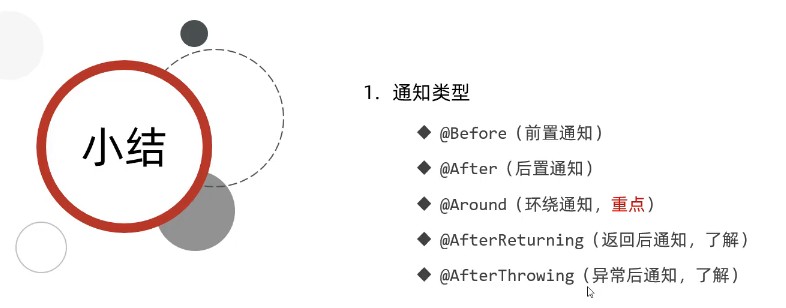 小结
1. 通知类型
◆ @Before（前置通知）
◆ @After（后置通知）
◆ @Around（环绕通知，重点）
◆ @AfterReturning（返回后通知，了解）
◆ @AfterThrowing（异常后通知，了解）